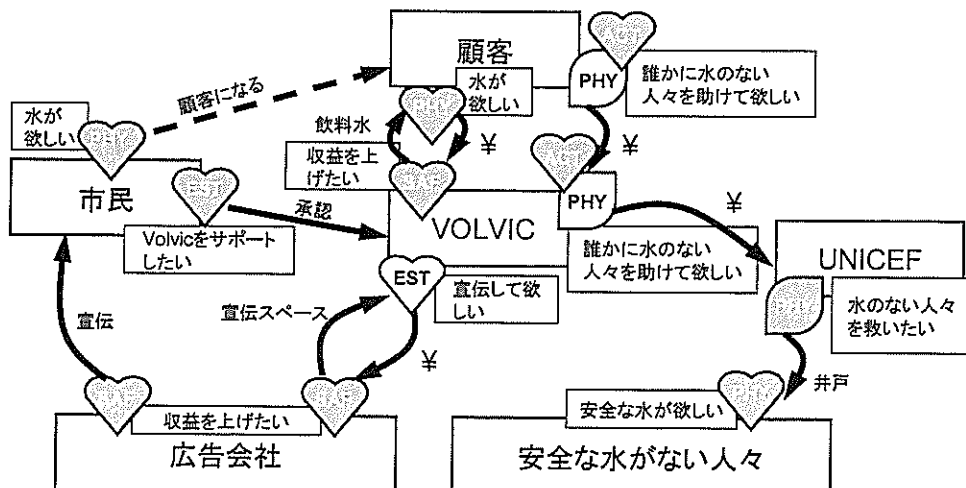 顧客
水が
欲しい
PHY
誰かに水のない
人々を助けて欲しい
顧客になる
水が
欲しい
飲料水
¥
¥
収益を上
げたい
市民
EST
承認
VOLVIC
PHY
¥
Volvicをサポート
したい
誰かに水のない
人々を助けて欲しい
UNICEF
EST
宣伝して欲
しい
水のない人々
を救いたい
宣伝
宣伝スペース
¥
井戸
収益を上げたい
安全な水が欲しい
広告会社
安全な水がない人々